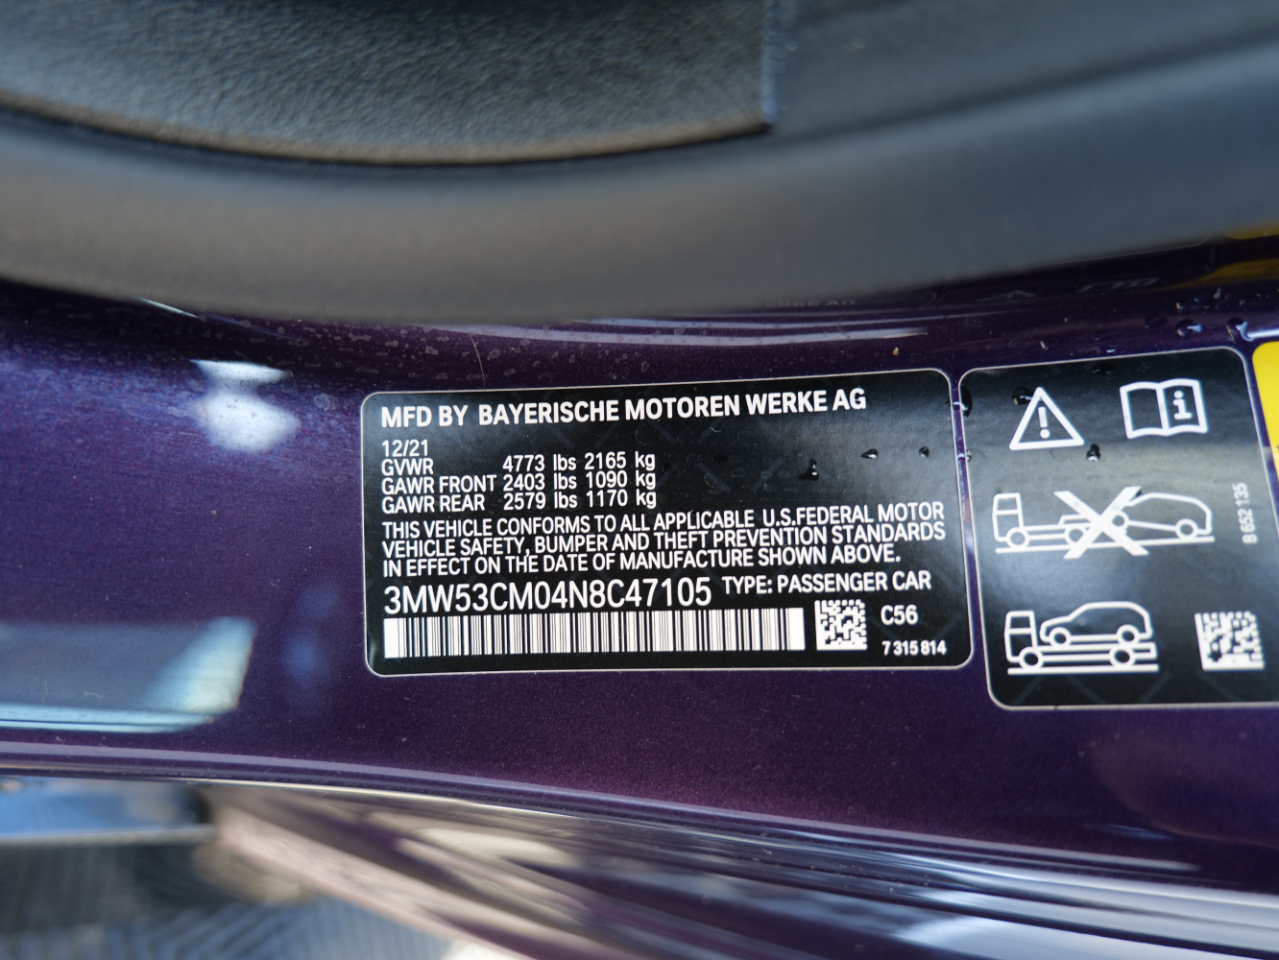 MFD BY BAYERISCHE MOTOREN WERKE AG
12/21
GVWR 4773 lbs 2165 kg
GAWR FRONT 2403 lbs 1090 kg
GAWR REAR 2579 lbs 1170 kg
THIS VEHICLE CONFORMS TO ALL APPLICABLE U.S.FEDERAL MOTOR
VEHICLE SAFETY, BUMPER AND THEFT PREVENTION STANDARDS
IN EFFECT ON THE DATE OF MANUFACTURE SHOWN ABOVE.
3MW53CM04N8C47105 TYPE: PASSENGER CAR
C56
7 315 814
8 652 135